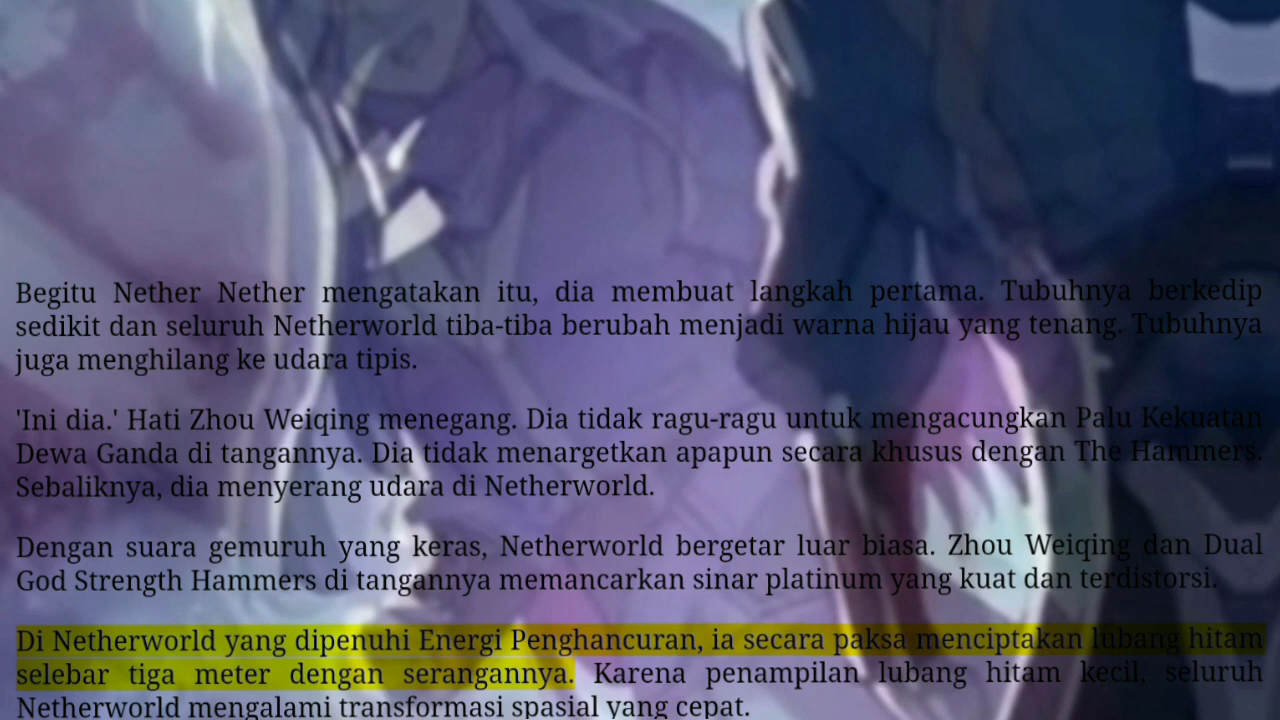 Begitu Nether Nether mengatakan itu, dia membuat langkah pertama. Tubuhnya berkedip
sedikit dan seluruh Netherworld tiba-tiba berubah menjadi warna hijau yang tenang. Tubuhnya
juga menghilang ke udara tipis.
'Ini dia.' Hati Zhou Weiqing menegang. Dia tidak ragu-ragu untuk mengacungkan Palu Kekuatan
Dewa Ganda di tangannya. Dia tidak menargetkan apapun secara khusus dengan The Hammers.
Sebaliknya, dia menyerang udara di Netherworld.
Dengan suara gemuruh yang keras, Netherworld bergetar luar biasa. Zhou Weiqing dan Dual
God Strength Hammers di tangannya memancarkan sinar platinum yang kuat dan terdistorsi.
Di Netherworld yang dipenuhi Energi Penghancuran, ia secara paksa menciptakan lubang hitam
selebar tiga meter dengan serangannya. Karena penampilan lubang hitam kecil, seluruh
Netherworld mengalami transformasi spasial yang cepat.